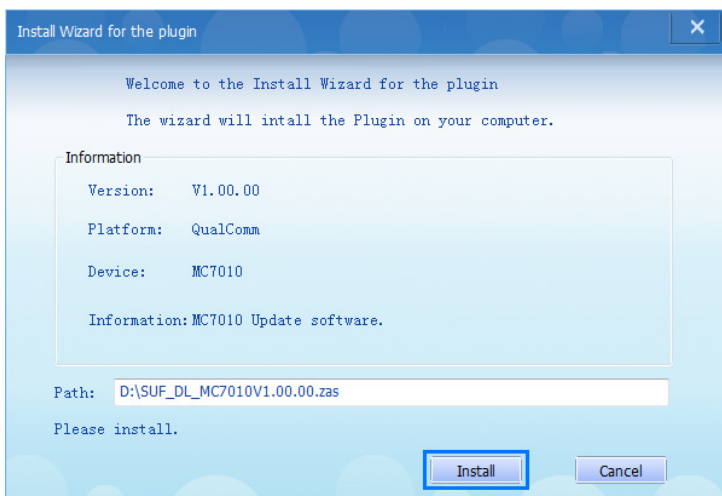 Install Wizard for the plugin
Welcome to the Install Wizard for the plugin
The wizard will intall the Plugin on your computer.
Information
Version: V1.00.00
Platform: QualComm
Device: MC7010
Information: MC7010 Update software.
Path: D:\SUF_DL_MC7010V1.00.00.zas
Please install.
Install Cancel